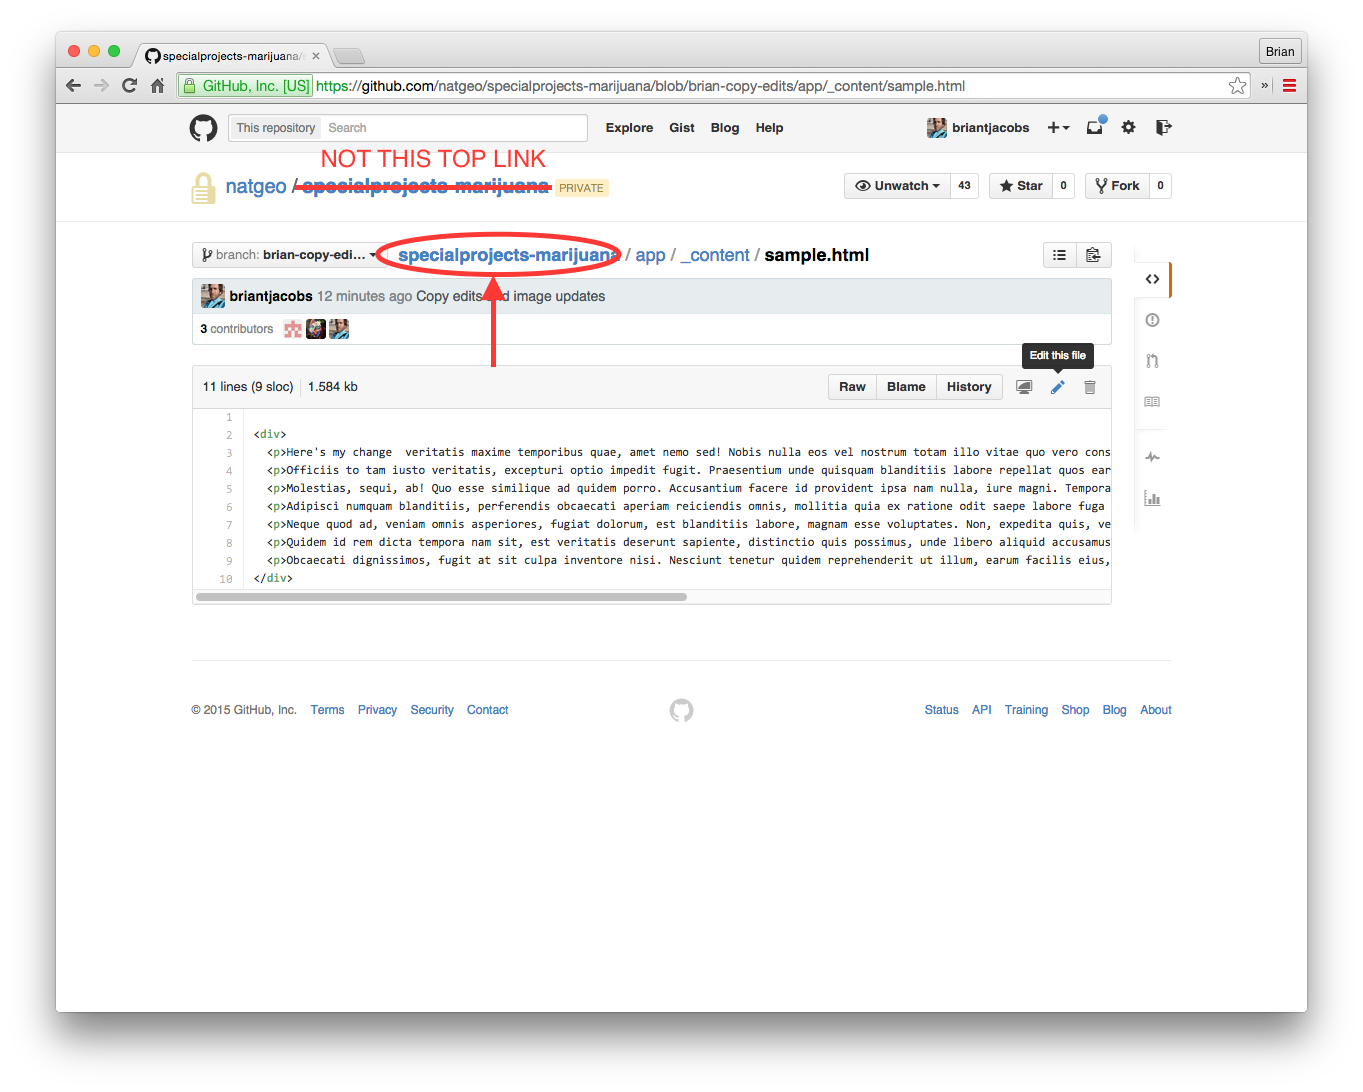 specialprojects-marijuana/
Brian
GitHub, Inc. [US] https://github.com/natgeo/specialprojects-marijuana/blob/brian-copy-edits/app/_content/sample.html
This repository Search Explore Gist Blog Help briantjacobs
NOT THIS TOP LINK
natgeo / specialprojects-marijuana PRIVATE Unwatch 43 Star 0 Fork 0
branch: brian-copy-edi... specialprojects-marijuana / app / _content / sample.html
briantjacobs 12 minutes ago Copy edits and image updates
3 contributors
Edit this file
11 lines (9 sloc) 1.584 kb Raw Blame History
1
2 <div>
3 <p>Here's my change  veritatis maxime temporibus quae, amet nemo sed! Nobis nulla eos vel nostrum totam illo vitae quo vero cons
4 <p>Officiis to tam iusto veritatis, excepturi optio impedit fugit. Praesentium unde quisquam blanditiis labore repellat quos ear
5 <p>Molestias, sequi, ab! Quo esse similique ad quidem porro. Accusantium facere id provident ipsa nam nulla, iure magni. Tempora
6 <p>Adipisci numquam blanditiis, perferendis obcaecati aperiam reiciendis omnis, mollitia quia ex ratione odit saepe labore fuga
7 <p>Neque quod ad, veniam omnis asperiores, fugiat dolorum, est blanditiis labore, magnam esse voluptates. Non, expedita quis, ve
8 <p>Quidem id rem dicta tempora nam sit, est veritatis deserunt sapiente, distinctio quis possimus, unde libero aliquid accusamus
9 <p>Obcaecati dignissimos, fugit at sit culpa inventore nisi. Nesciunt tenetur quidem reprehenderit ut illum, earum facilis eius,
10 </div>
© 2015 GitHub, Inc. Terms Privacy Security Contact Status API Training Shop Blog About